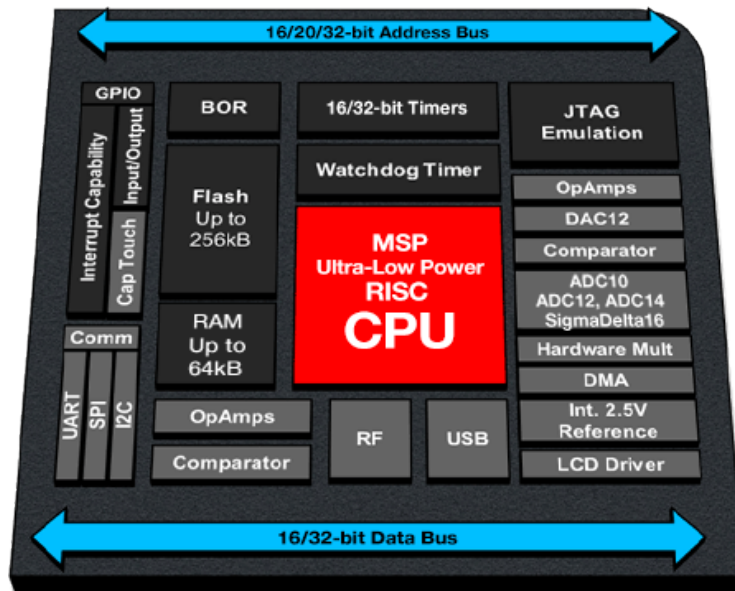 16/20/32-bit Address Bus
GPIO
Interrupt Capability
Input/Output
Cap Touch
BOR
16/32-bit Timers
JTAG
Emulation
Watchdog Timer
Flash
Up to
256kB
MSP
Ultra-Low Power
RISC
CPU
OpAmps
DAC12
Comparator
ADC10
ADC12, ADC14
SigmaDelta16
Hardware Mult
DMA
Int. 2.5V
Reference
LCD Driver
RAM
Up to
64kB
Comm
UART
SPI
I2C
OpAmps
Comparator
RF
USB
16/32-bit Data Bus